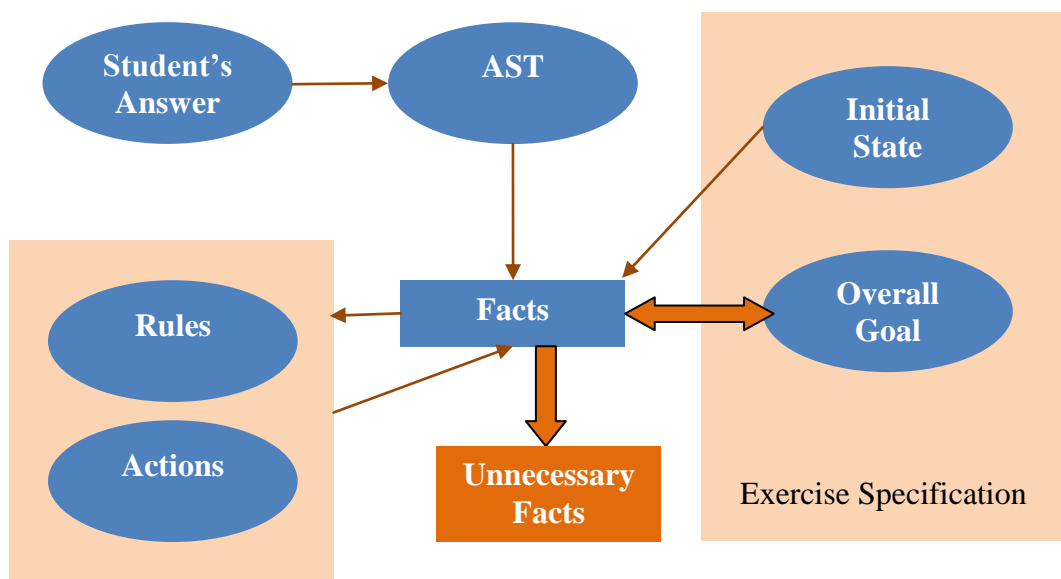 Student’s
Answer
AST
Initial
State
Rules
Facts
Overall
Goal
Actions
Unnecessary
Facts
Exercise Specification